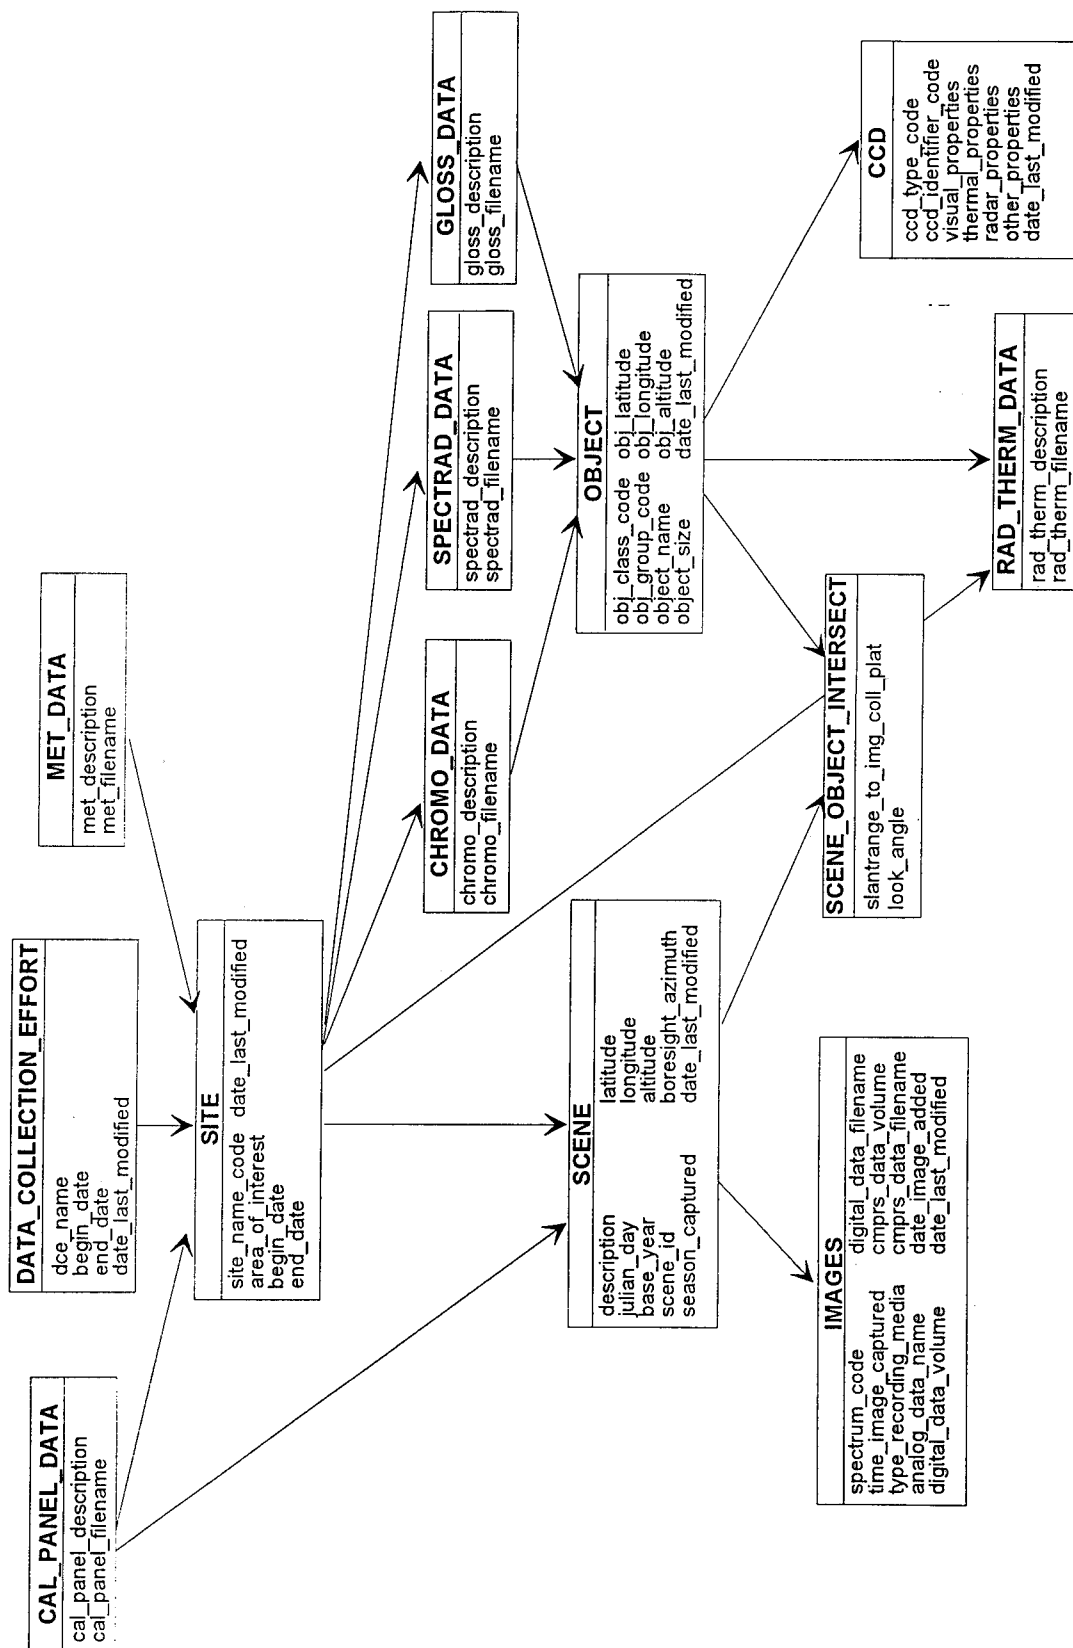 CAL_PANEL_DATA
cal_panel_description
cal_panel_filename
DATA_COLLECTION_EFFORT
dce_name
begin_date
end_date
date_last_modified
MET_DATA
met_description
met_filename
SITE
site_name_code date_last_modified
area_of_interest
begin_date
end_date
CHROMO_DATA
chromo_description
chromo_filename
SPECTRAD_DATA
spectrad_description
spectrad_filename
GLOSS_DATA
gloss_description
gloss_filename
SCENE
description latitude
julian_day longitude
base_year altitude
scene_id boresight_azimuth
season_captured date_last_modified
OBJECT
obj_class_code obj_latitude
obj_group_code obj_longitude
object_name obj_altitude
object_size date_last_modified
IMAGES
spectrum_code digital_data_filename
time_image_captured cmprs_data_volume
type_recording_media cmprs_data_filename
analog_data_name date_image_added
digital_data_volume date_last_modified
SCENE_OBJECT_INTERSECT
slantrange_to_img_coll_plat
look_angle
RAD_THERM_DATA
rad_therm_description
rad_therm_filename
CCD
ccd_type_code
ccd_identifier_code
visual_properties
thermal_properties
radar_properties
other_properties
date_last_modified